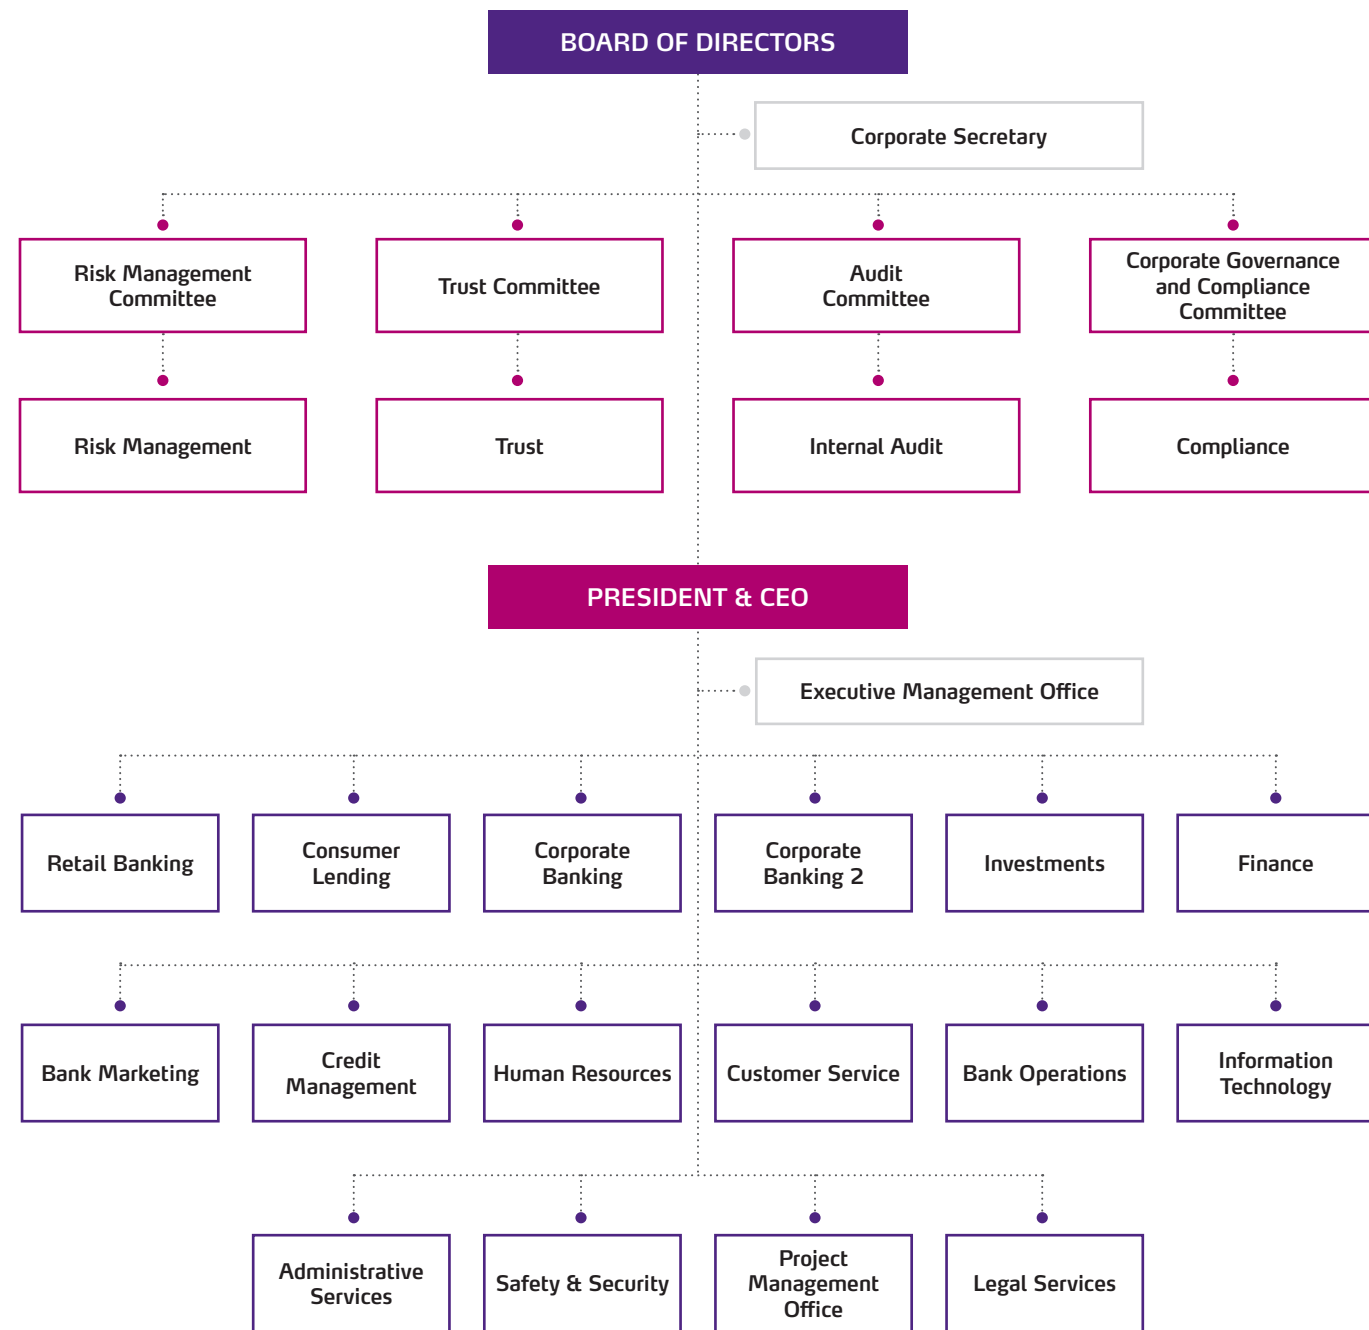 BOARD OF DIRECTORS
Corporate Secretary
Risk Management
Committee
Trust Committee
Audit
Committee
Corporate Governance
and Compliance
Committee
Risk Management
Trust
Internal Audit
Compliance
PRESIDENT & CEO
Executive Management Office
Retail Banking
Consumer
Lending
Corporate
Banking
Corporate
Banking 2
Investments
Finance
Bank Marketing
Credit
Management
Human Resources
Customer Service
Bank Operations
Information
Technology
Administrative
Services
Safety & Security
Project
Management
Office
Legal Services